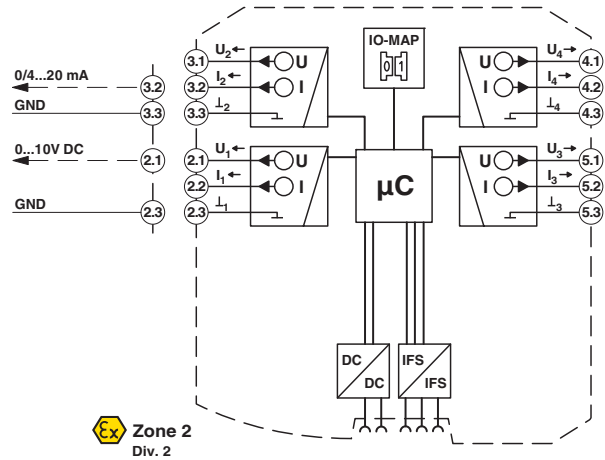 IO-MAP
0 1
U2 ←
3.1
U
U
U4 →
4.1
0/4...20 mA
3.2
I2 ←
3.2
I
I
I4 →
4.2
GND
3.3
⊥2
3.3
⊥4
4.3
0...10V DC
2.1
U1 ←
2.1
U
µC
U
U3 →
5.1
I1 ←
2.2
I
I
I3 →
5.2
GND
2.3
⊥1
2.3
⊥3
5.3
DC
DC
IFS
IFS
Ex
Zone 2
Div. 2